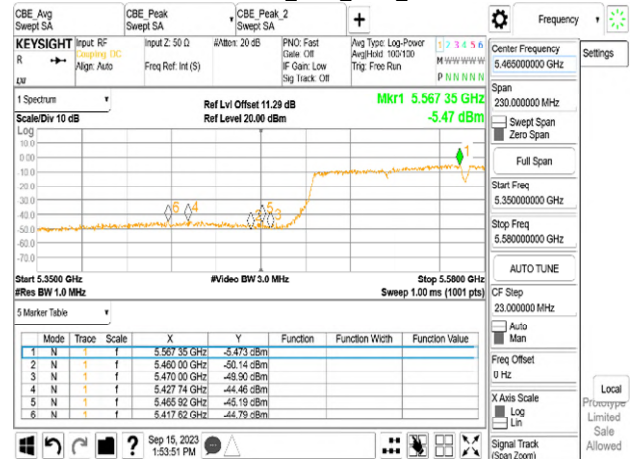 CBE_Avg
Swept SA
CBE_Peak
Swept SA
CBE_Peak_2
Swept SA
+
Frequency
KEYSIGHT
R
Input: RF
Coupling: DC
Align: Auto
Input Z: 50 Ω
Freq Ref: Int (S)
#Atten: 20 dB
PNO: Fast
Gate: Off
IF Gain: Low
Sig Track: Off
Avg Type: Log-Power
Avg|Hold: 100/100
Trig: Free Run
1 2 3 4 5 6
M W W W W W
P N N N N N
1 Spectrum
Scale/Div 10 dB
Ref Lvl Offset 11.29 dB
Ref Level 20.00 dBm
Mkr1 5.567 35 GHz
-5.47 dBm
Log
10.0
0.00
-10.0
-20.0
-30.0
-40.0
-50.0
-60.0
-70.0
1
6
4
5
3
Start 5.3500 GHz
#Res BW 1.0 MHz
#Video BW 3.0 MHz
Stop 5.5800 GHz
Sweep 1.00 ms (1001 pts)
5 Marker Table
Mode Trace Scale X Y Function Function Width Function Value
1 N 1 f 5.567 35 GHz -5.473 dBm
2 N 1 f 5.460 00 GHz -50.14 dBm
3 N 1 f 5.470 00 GHz -49.90 dBm
4 N 1 f 5.427 74 GHz -44.46 dBm
5 N 1 f 5.465 92 GHz -45.19 dBm
6 N 1 f 5.417 62 GHz -44.79 dBm
Sep 15, 2023
1:53:51 PM
Center Frequency
5.465000000 GHz
Settings
Span
230.000000 MHz
Swept Span
Zero Span
Full Span
Start Freq
5.350000000 GHz
Stop Freq
5.580000000 GHz
AUTO TUNE
CF Step
23.000000 MHz
Auto
Man
Freq Offset
0 Hz
X Axis Scale
Log
Lin
Signal Track
(Span Zoom)
Local
Prototype
Limited
Sale
Allowed